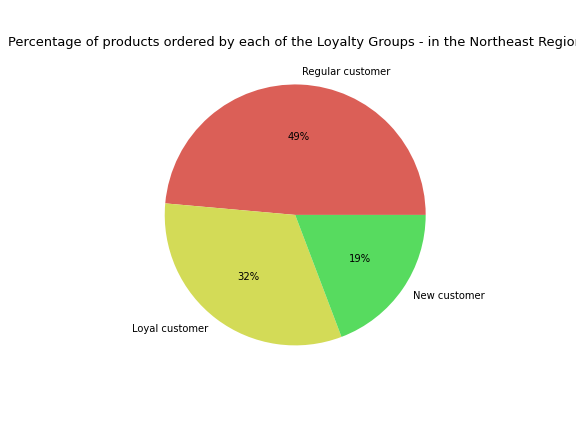 Percentage of products ordered by each of the Loyalty Groups - in the Northeast Regio
Regular customer
49%
32%
19%
New customer
Loyal customer